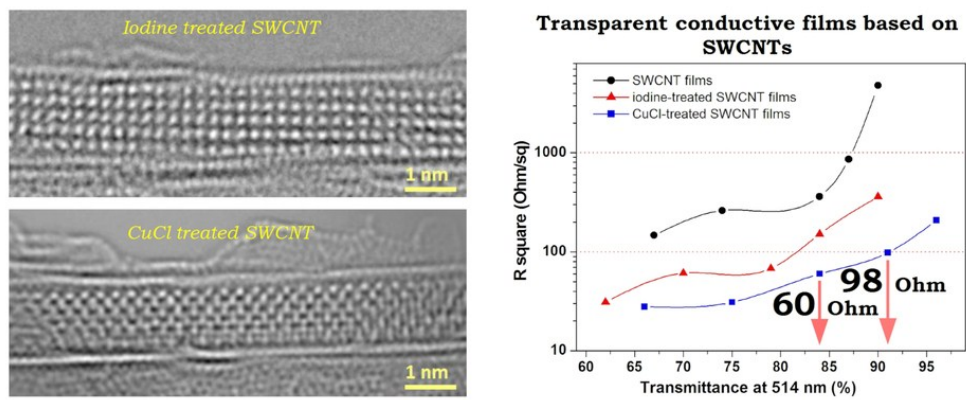 Iodine treated SWCNT
1 nm
CuCl treated SWCNT
1 nm
Transparent conductive films based on
SWCNTs
SWCNT films
iodine-treated SWCNT films
CuCl-treated SWCNT films
R square (Ohm/sq)
1000
100
10
60 Ohm
98 Ohm
60 65 70 75 80 85 90 95
Transmittance at 514 nm (%)